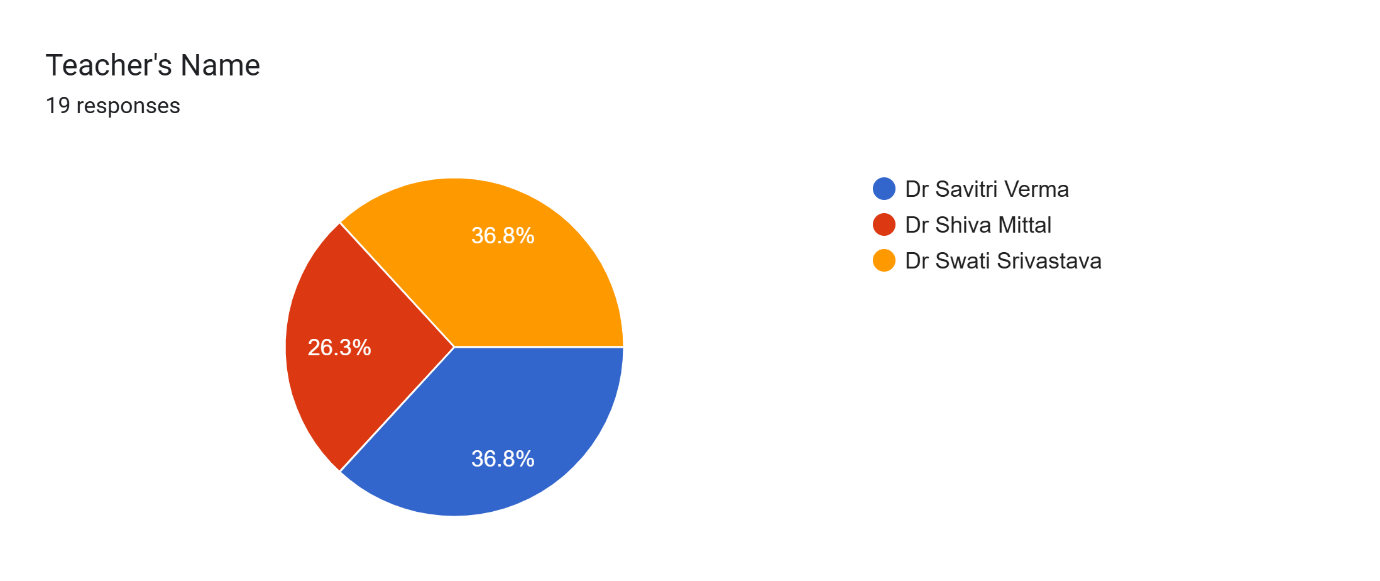 Teacher's Name
19 responses
36.8%
26.3%
36.8%
Dr Savitri Verma
Dr Shiva Mittal
Dr Swati Srivastava